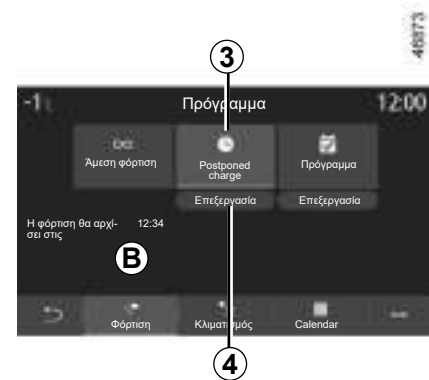 48873
3
-1
Πρόγραμμα
12:00
Άμεση φόρτιση
Postponed
charge
Πρόγραμμα
Επεξεργασία
Επεξεργασία
Η φόρτιση θα αρχί-
σει στις
12:34
B
Φόρτιση
Κλιματισμός
Calendar
4